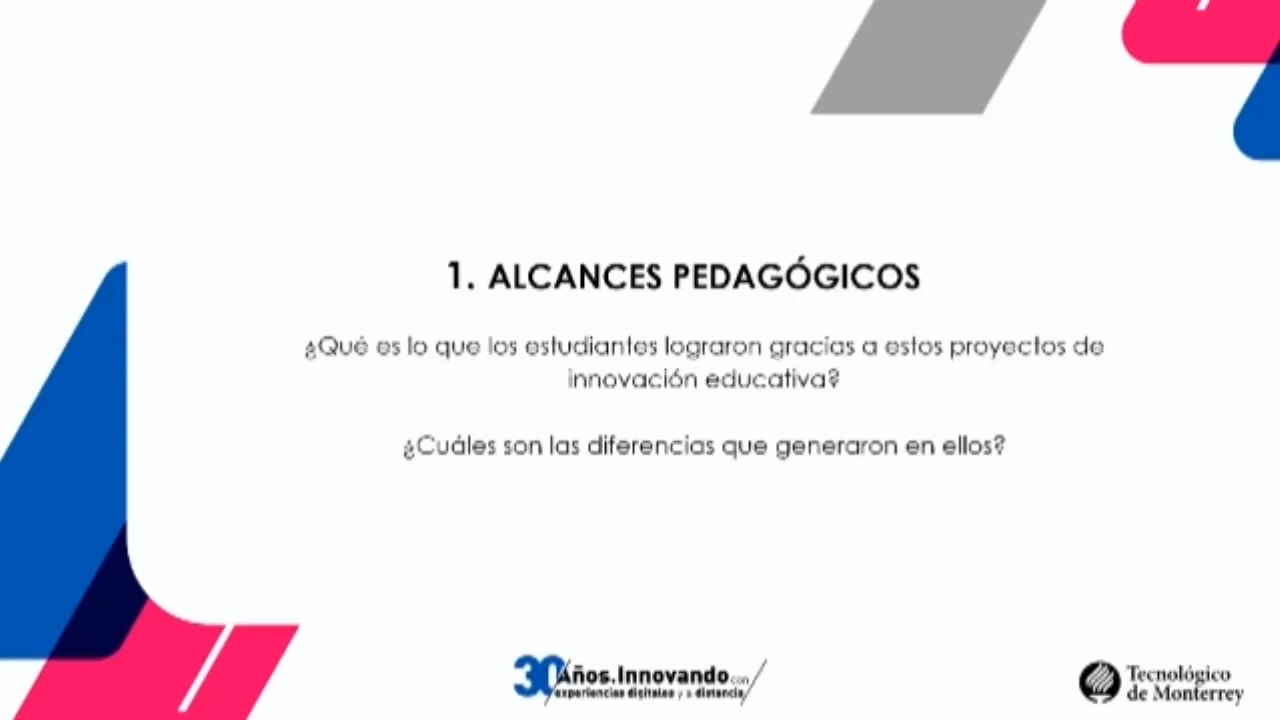 1. ALCANCES PEDAGÓGICOS
¿Qué es lo que los estudiantes lograron gracias a estos proyectos de
innovación educativa?
¿Cuáles son las diferencias que generaron en ellos?
30 Años.Innovando con
experiencias digitales y a distancia
Tecnológico
de Monterrey